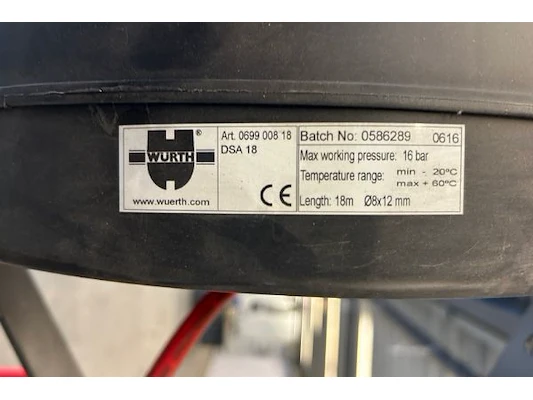 WURTH
®
www.wuerth.com
Art. 0699 008 18
DSA 18
CE
Batch No: 0586289 0616
Max working pressure: 16 bar
Temperature range: min - 20°C
max + 60°C
Length: 18m Ø8x12 mm